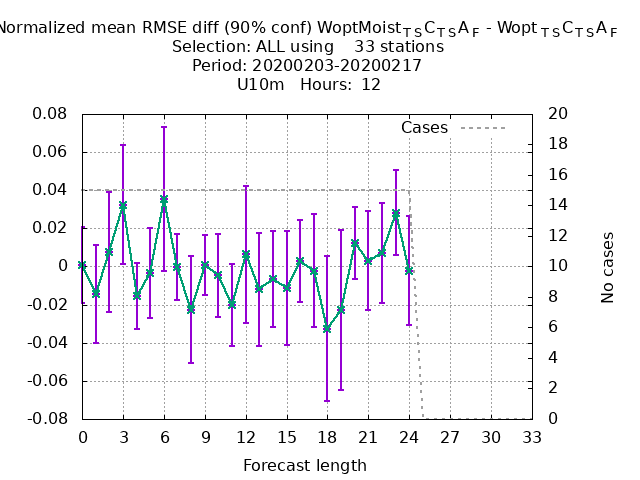 Normalized mean RMSE diff (90% conf) WoptMoist_TSC_TSA_F - Wopt_TSC_TSA_F
Selection: ALL using 33 stations
Period: 20200203-20200217
U10m Hours: 12
Cases
0.08
0.06
0.04
0.02
0
-0.02
-0.04
-0.06
-0.08
20
18
16
14
12
10
8
6
4
2
0
No cases
0 3 6 9 12 15 18 21 24 27 30 33
Forecast length